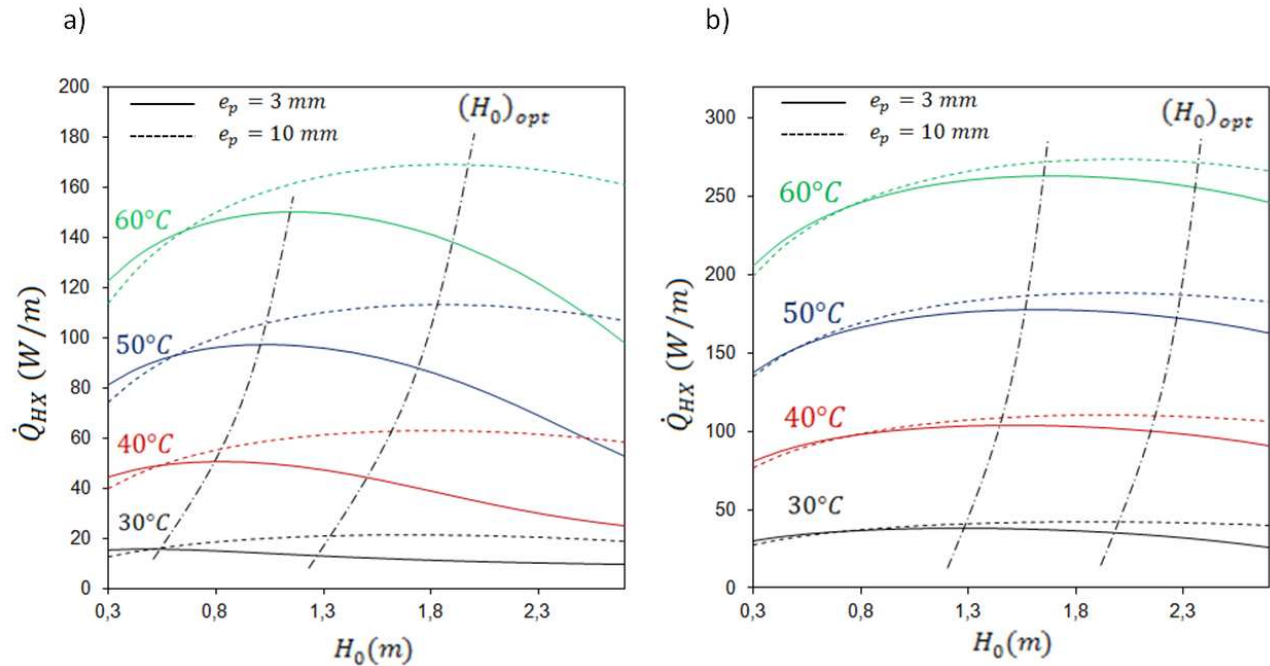 a)
200
180
160
140
120
100
80
60
40
20
0
Q̇_HX (W/m)
e_p = 3 mm
e_p = 10 mm
(H_0)_opt
60°C
50°C
40°C
30°C
0,3 0,8 1,3 1,8 2,3
H_0(m)
b)
300
250
200
150
100
50
0
Q̇_HX (W/m)
e_p = 3 mm
e_p = 10 mm
(H_0)_opt
60°C
50°C
40°C
30°C
0,3 0,8 1,3 1,8 2,3
H_0(m)